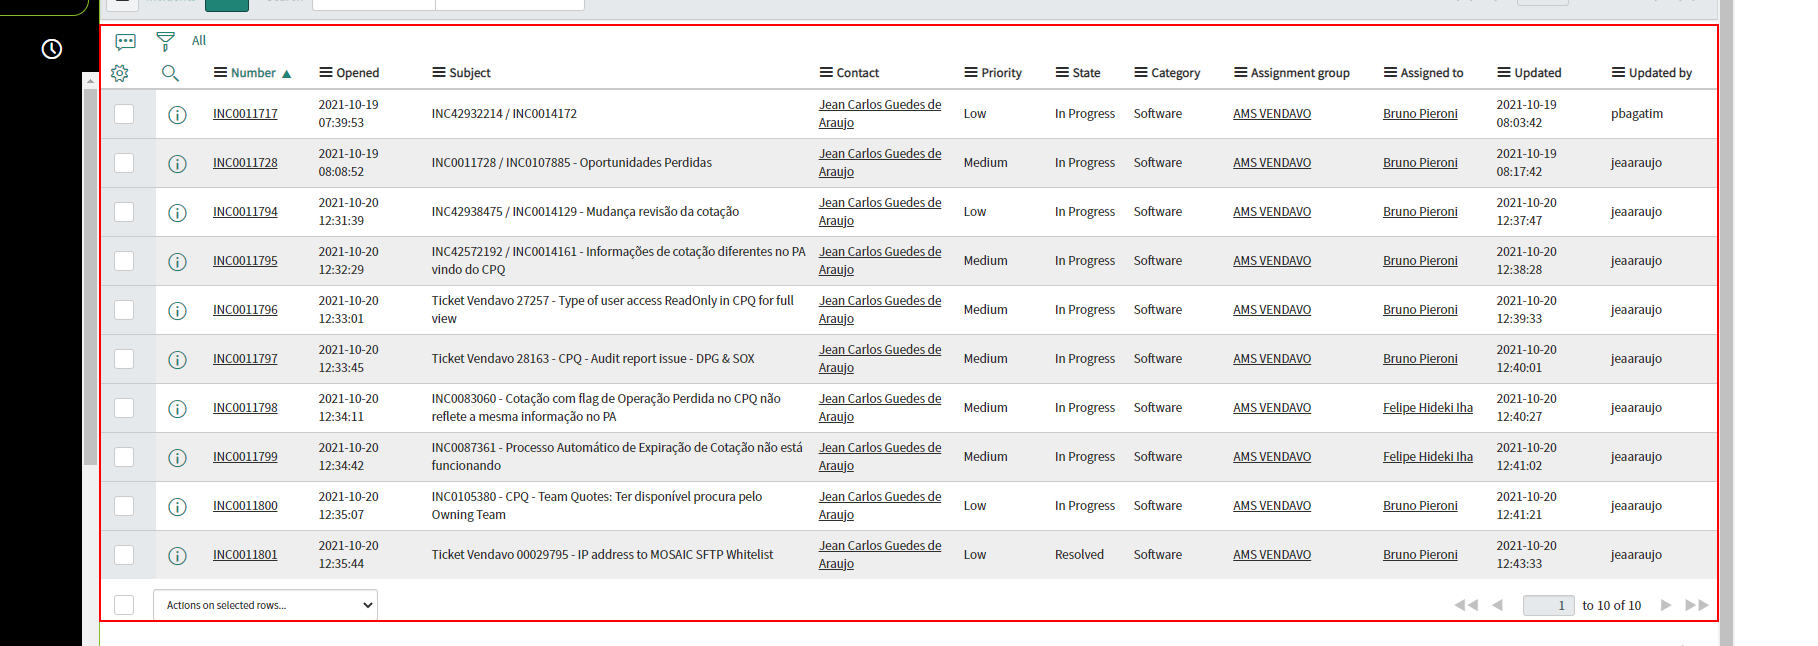 All
Number ▲ Opened Subject Contact Priority State Category Assignment group Assigned to Updated Updated by
INC0011717 2021-10-19 07:39:53 INC42932214 / INC0014172 Jean Carlos Guedes de Araujo Low In Progress Software AMS VENDAVO Bruno Pieroni 2021-10-19 08:03:42 pbagatim
INC0011728 2021-10-19 08:08:52 INC0011728 / INC0107885 - Oportunidades Perdidas Jean Carlos Guedes de Araujo Medium In Progress Software AMS VENDAVO Bruno Pieroni 2021-10-19 08:17:42 jeaaraujo
INC0011794 2021-10-20 12:31:39 INC42938475 / INC0014129 - Mudança revisão da cotação Jean Carlos Guedes de Araujo Low In Progress Software AMS VENDAVO Bruno Pieroni 2021-10-20 12:37:47 jeaaraujo
INC0011795 2021-10-20 12:32:29 INC42572192 / INC0014161 - Informações de cotação diferentes no PA vindo do CPQ Jean Carlos Guedes de Araujo Medium In Progress Software AMS VENDAVO Bruno Pieroni 2021-10-20 12:38:28 jeaaraujo
INC0011796 2021-10-20 12:33:01 Ticket Vendavo 27257 - Type of user access ReadOnly in CPQ for full view Jean Carlos Guedes de Araujo Medium In Progress Software AMS VENDAVO Bruno Pieroni 2021-10-20 12:39:33 jeaaraujo
INC0011797 2021-10-20 12:33:45 Ticket Vendavo 28163 - CPQ - Audit report issue - DPG & SOX Jean Carlos Guedes de Araujo Medium In Progress Software AMS VENDAVO Bruno Pieroni 2021-10-20 12:40:01 jeaaraujo
INC0011798 2021-10-20 12:34:11 INC0083060 - Cotação com flag de Operação Perdida no CPQ não reflete a mesma informação no PA Jean Carlos Guedes de Araujo Medium In Progress Software AMS VENDAVO Felipe Hideki Iha 2021-10-20 12:40:27 jeaaraujo
INC0011799 2021-10-20 12:34:42 INC0087361 - Processo Automático de Expiração de Cotação não está funcionando Jean Carlos Guedes de Araujo Medium In Progress Software AMS VENDAVO Felipe Hideki Iha 2021-10-20 12:41:02 jeaaraujo
INC0011800 2021-10-20 12:35:07 INC0105380 - CPQ - Team Quotes: Ter disponível procura pelo Owning Team Jean Carlos Guedes de Araujo Low In Progress Software AMS VENDAVO Bruno Pieroni 2021-10-20 12:41:21 jeaaraujo
INC0011801 2021-10-20 12:35:44 Ticket Vendavo 00029795 - IP address to MOSAIC SFTP Whitelist Jean Carlos Guedes de Araujo Low Resolved Software AMS VENDAVO Bruno Pieroni 2021-10-20 12:43:33 jeaaraujo
Actions on selected rows... 1 to 10 of 10